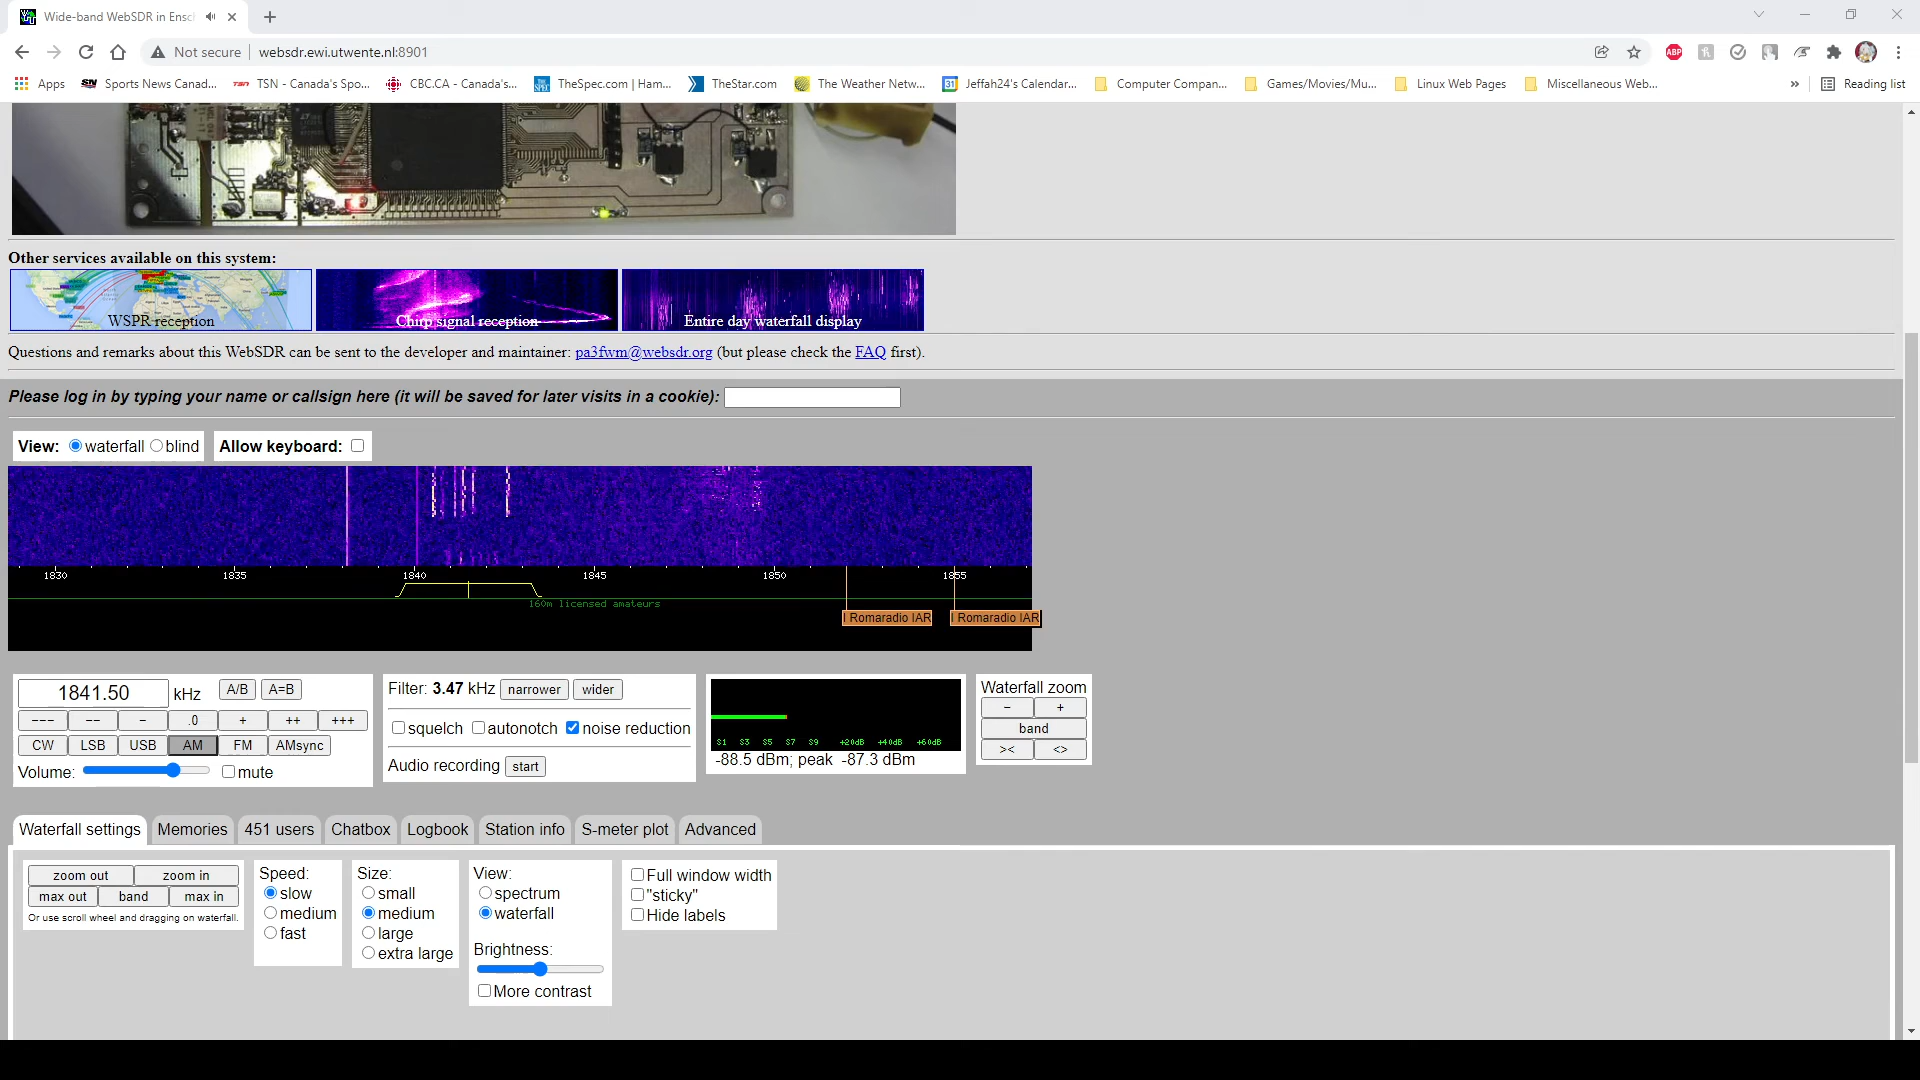 Wide-band WebSDR in Ensc
Not secure websdr.ewi.utwente.nl:8901
ABP
Apps Sports News Canad... TSN - Canada's Spo... CBC.CA - Canada's... TheSpec.com | Ham... TheStar.com The Weather Netw... Jeffah24's Calendar... Computer Compan... Games/Movies/Mu... Linux Web Pages Miscellaneous Web... » Reading list
Other services available on this system:
WSPR reception Chirp signal reception Entire day waterfall display
Questions and remarks about this WebSDR can be sent to the developer and maintainer: pa3fwm@websdr.org (but please check the FAQ first).
Please log in by typing your name or callsign here (it will be saved for later visits in a cookie):
View: waterfall blind Allow keyboard:
1830 1835 1840 1845 1850 1855
160m licensed amateurs
I Romaradio IAR I Romaradio IAR
1841.50 kHz A/B A=B
--- -- - .0 + ++ +++
CW LSB USB AM FM AMsync
Volume: mute
Filter: 3.47 kHz narrower wider
squelch autonotch noise reduction
Audio recording start
S1 S3 S5 S7 S9 +20dB +40dB +60dB
-88.5 dBm; peak -87.3 dBm
Waterfall zoom
- +
band
>< <>
Waterfall settings Memories 451 users Chatbox Logbook Station info S-meter plot Advanced
zoom out zoom in
max out band max in
Or use scroll wheel and dragging on waterfall.
Speed:
slow
medium
fast
Size:
small
medium
large
extra large
View:
spectrum
waterfall
Brightness:
More contrast
Full window width
"sticky"
Hide labels